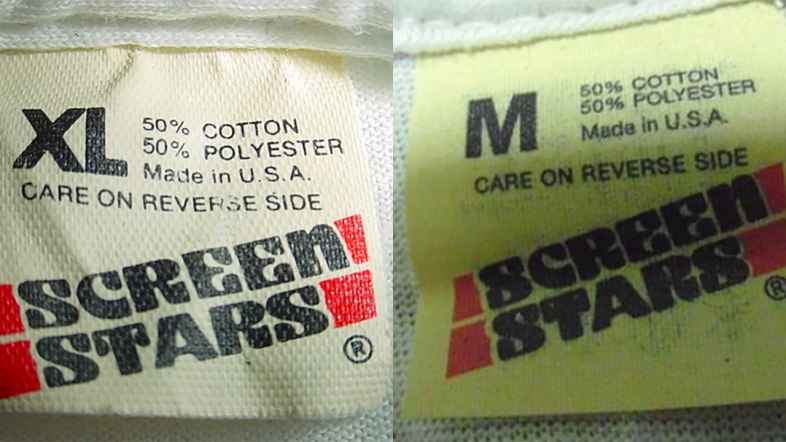 XL
50% COTTON
50% POLYESTER
Made in U.S.A.
CARE ON REVERSE SIDE
SCREEN
STARS
®
M
50% COTTON
50% POLYESTER
Made in U.S.A.
CARE ON REVERSE SIDE
SCREEN
STARS
®